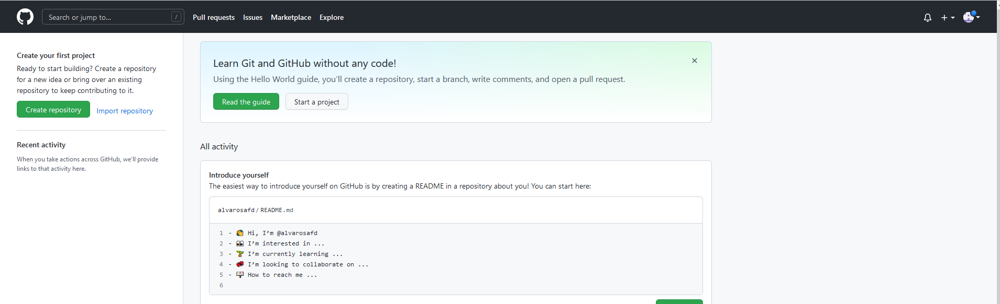 Search or jump to... /
Pull requests
Issues
Marketplace
Explore
Create your first project
Ready to start building? Create a repository
for a new idea or bring over an existing
repository to keep contributing to it.
Create repository
Import repository
Recent activity
When you take actions across GitHub, we’ll provide
links to that activity here.
Learn Git and GitHub without any code!
Using the Hello World guide, you’ll create a repository, start a branch, write comments, and open a pull request.
Read the guide
Start a project
All activity
Introduce yourself
The easiest way to introduce yourself on GitHub is by creating a README in a repository about you! You can start here:
alvarosafd/README.md
1 - 👋 Hi, I’m @alvarosafd
2 - 👀 I’m interested in ...
3 - 🌱 I’m currently learning ...
4 - 💞️ I’m looking to collaborate on ...
5 - 📫 How to reach me ...
6